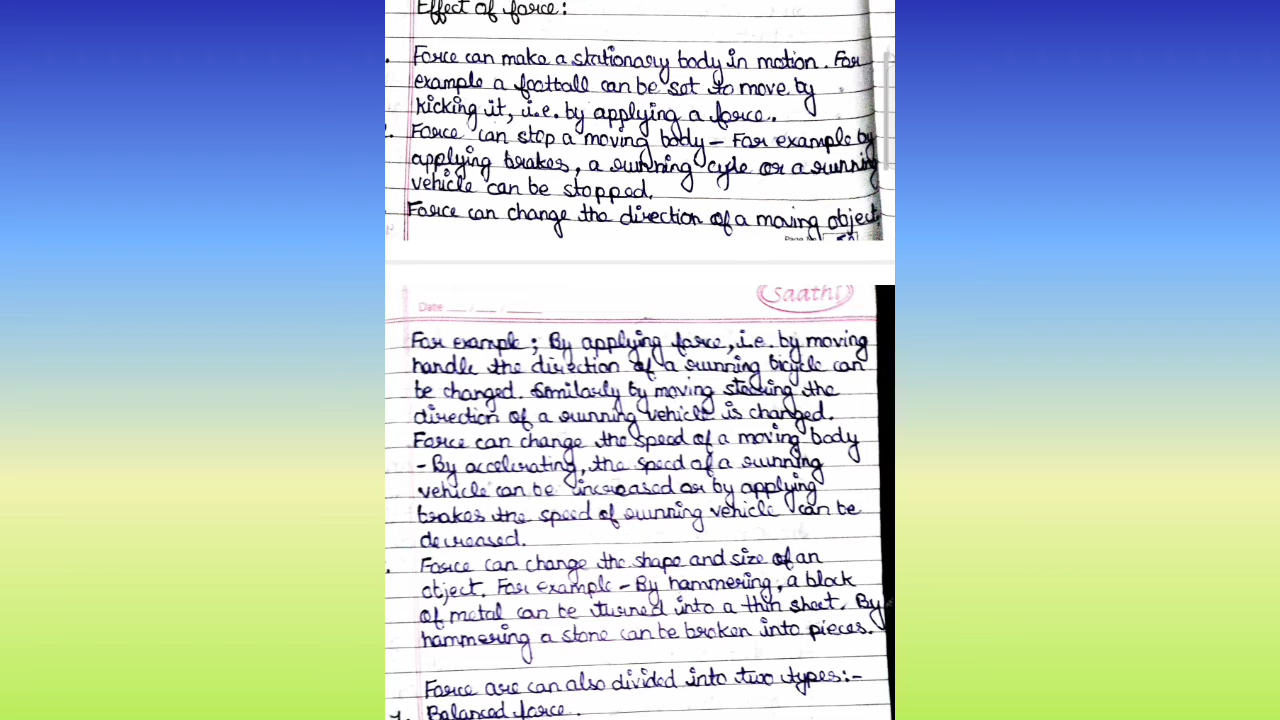 Effect of force:
Force can make a stationary body in motion. For
example a football can be set to move by
kicking it, i.e. by applying a force.
Force can stop a moving body - For example by
applying brakes, a running cycle or a running
vehicle can be stopped.
Force can change the direction of a moving object
Saathi
Date
For example ; By applying force, i.e. by moving
handle the direction of a running bicycle can
be changed. Similarly by moving the
direction of a running vehicle is changed.
Force can change the speed of a moving body
- By accelerating, the speed of a running
vehicle can be increased or by applying
brakes the speed of running vehicle can be
decreased.
Force can change the shape and size of an
object. For example - By hammering, a block
of metal can be turned into a thin sheet. By
hammering a stone can be broken into pieces.
Force are can also divided into two types:-
Balanced force.